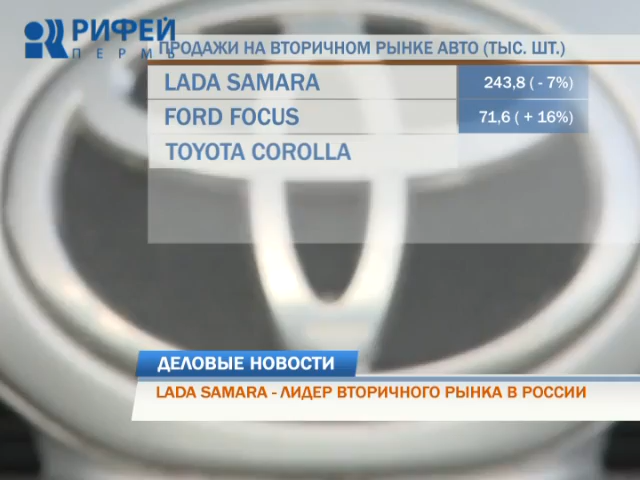 РИФЕЙ
ПЕРМЬ
ПРОДАЖИ НА ВТОРИЧНОМ РЫНКЕ АВТО (ТЫС. ШТ.)
LADA SAMARA 243,8 ( - 7%)
FORD FOCUS 71,6 ( + 16%)
TOYOTA COROLLA
ДЕЛОВЫЕ НОВОСТИ
LADA SAMARA - ЛИДЕР ВТОРИЧНОГО РЫНКА В РОССИИ